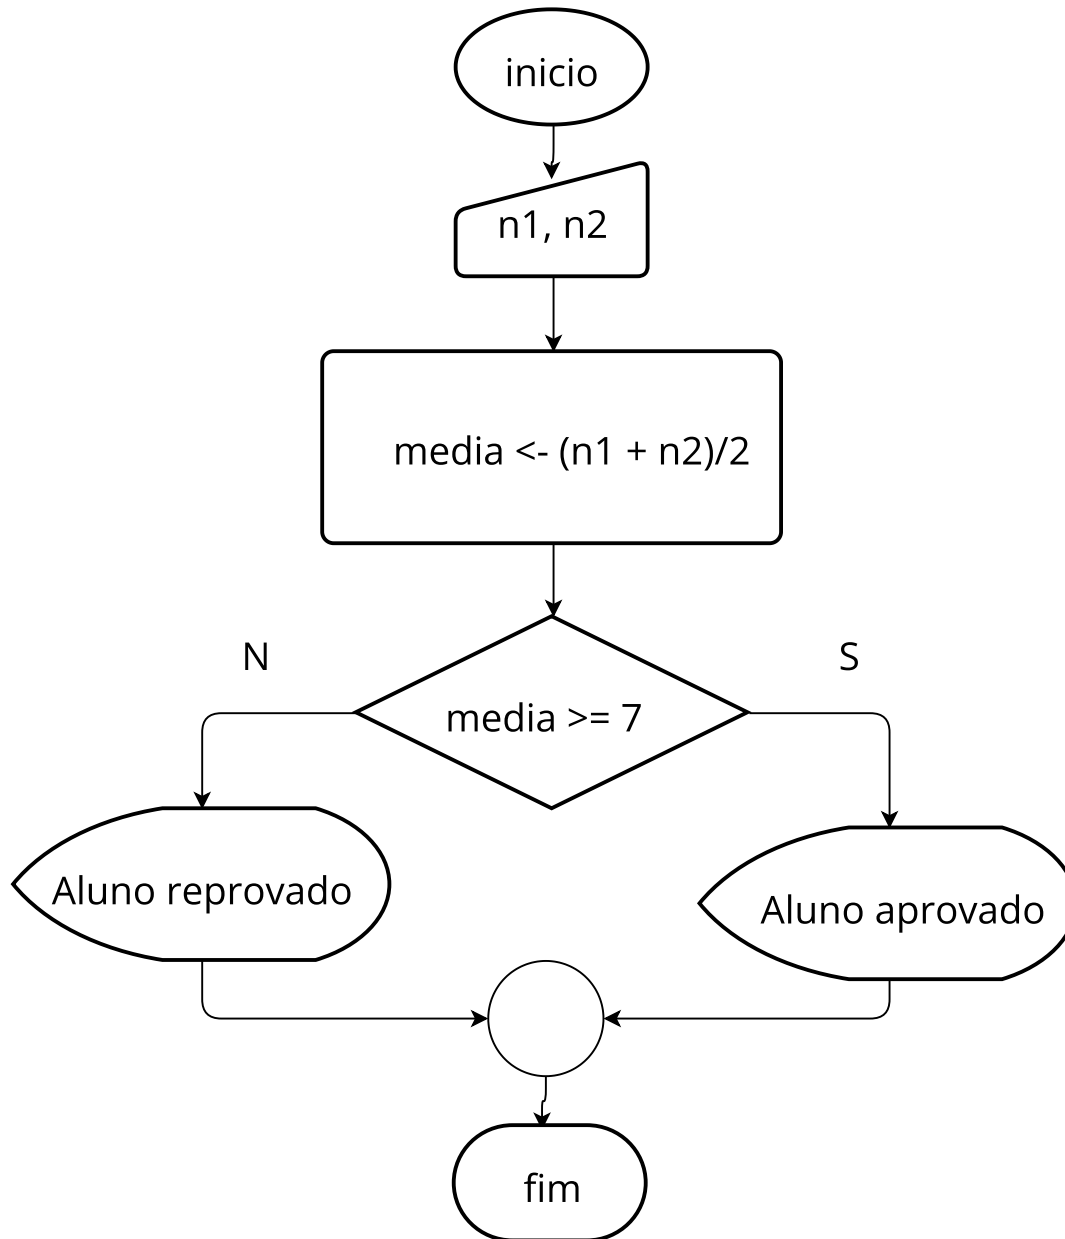 inicio
n1, n2
media <- (n1 + n2)/2
N
S
media >= 7
Aluno reprovado
Aluno aprovado
fim